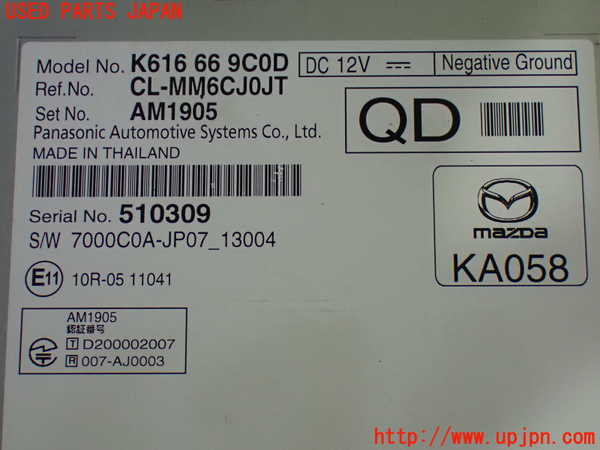 USED PARTS JAPAN
Model No. K616 66 9C0D
DC 12V Negative Ground
Ref.No. CL-MM6CJ0JT
Set No. AM1905
Panasonic Automotive Systems Co., Ltd.
MADE IN THAILAND
QD
Serial No. 510309
S/W 7000C0A-JP07_13004
mazda
KA058
E11 10R-05 11041
AM1905
認証番号
T D200002007
R 007-AJ0003
http://www.upjpn.com/